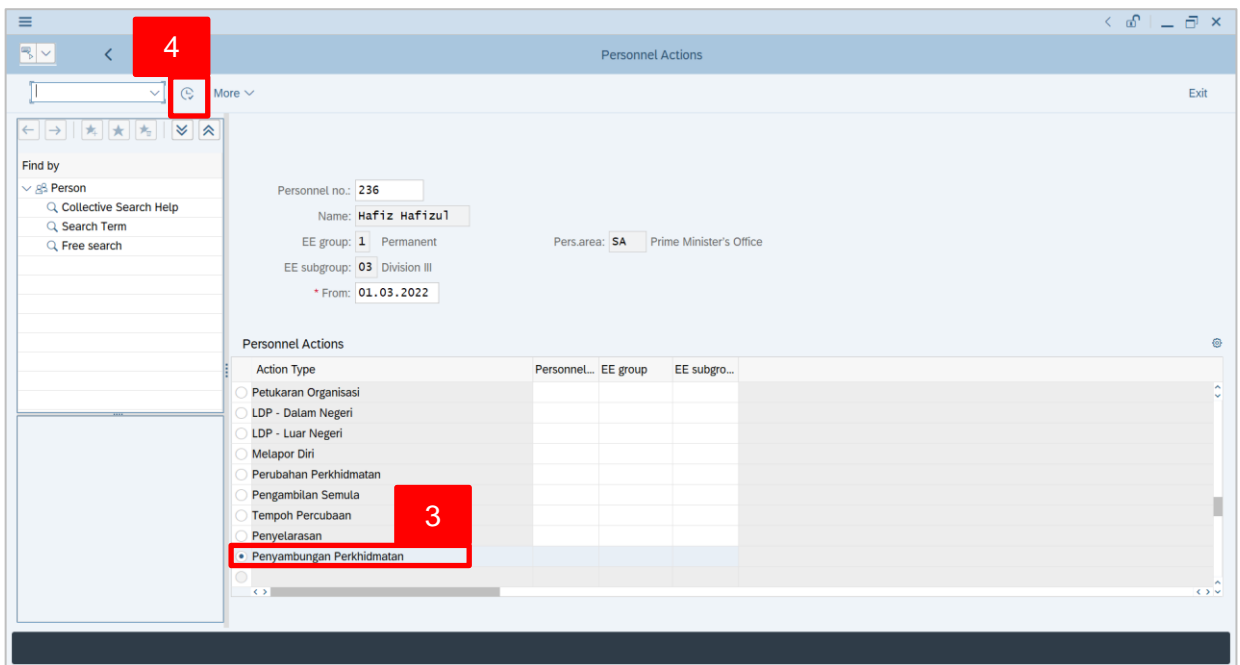 4
Personnel Actions
More
Exit
Find by
Person
Collective Search Help
Search Term
Free search
Personnel no.: 236
Name: Hafiz Hafizul
EE group: 1 Permanent Pers.area: SA Prime Minister's Office
EE subgroup: 03 Division III
* From: 01.03.2022
Personnel Actions
Action Type Personnel... EE group EE subgro...
Petukaran Organisasi
LDP - Dalam Negeri
LDP - Luar Negeri
Melapor Diri
Perubahan Perkhidmatan
Pengambilan Semula
Tempoh Percubaan
3
Penyelarasan
Penyambungan Perkhidmatan